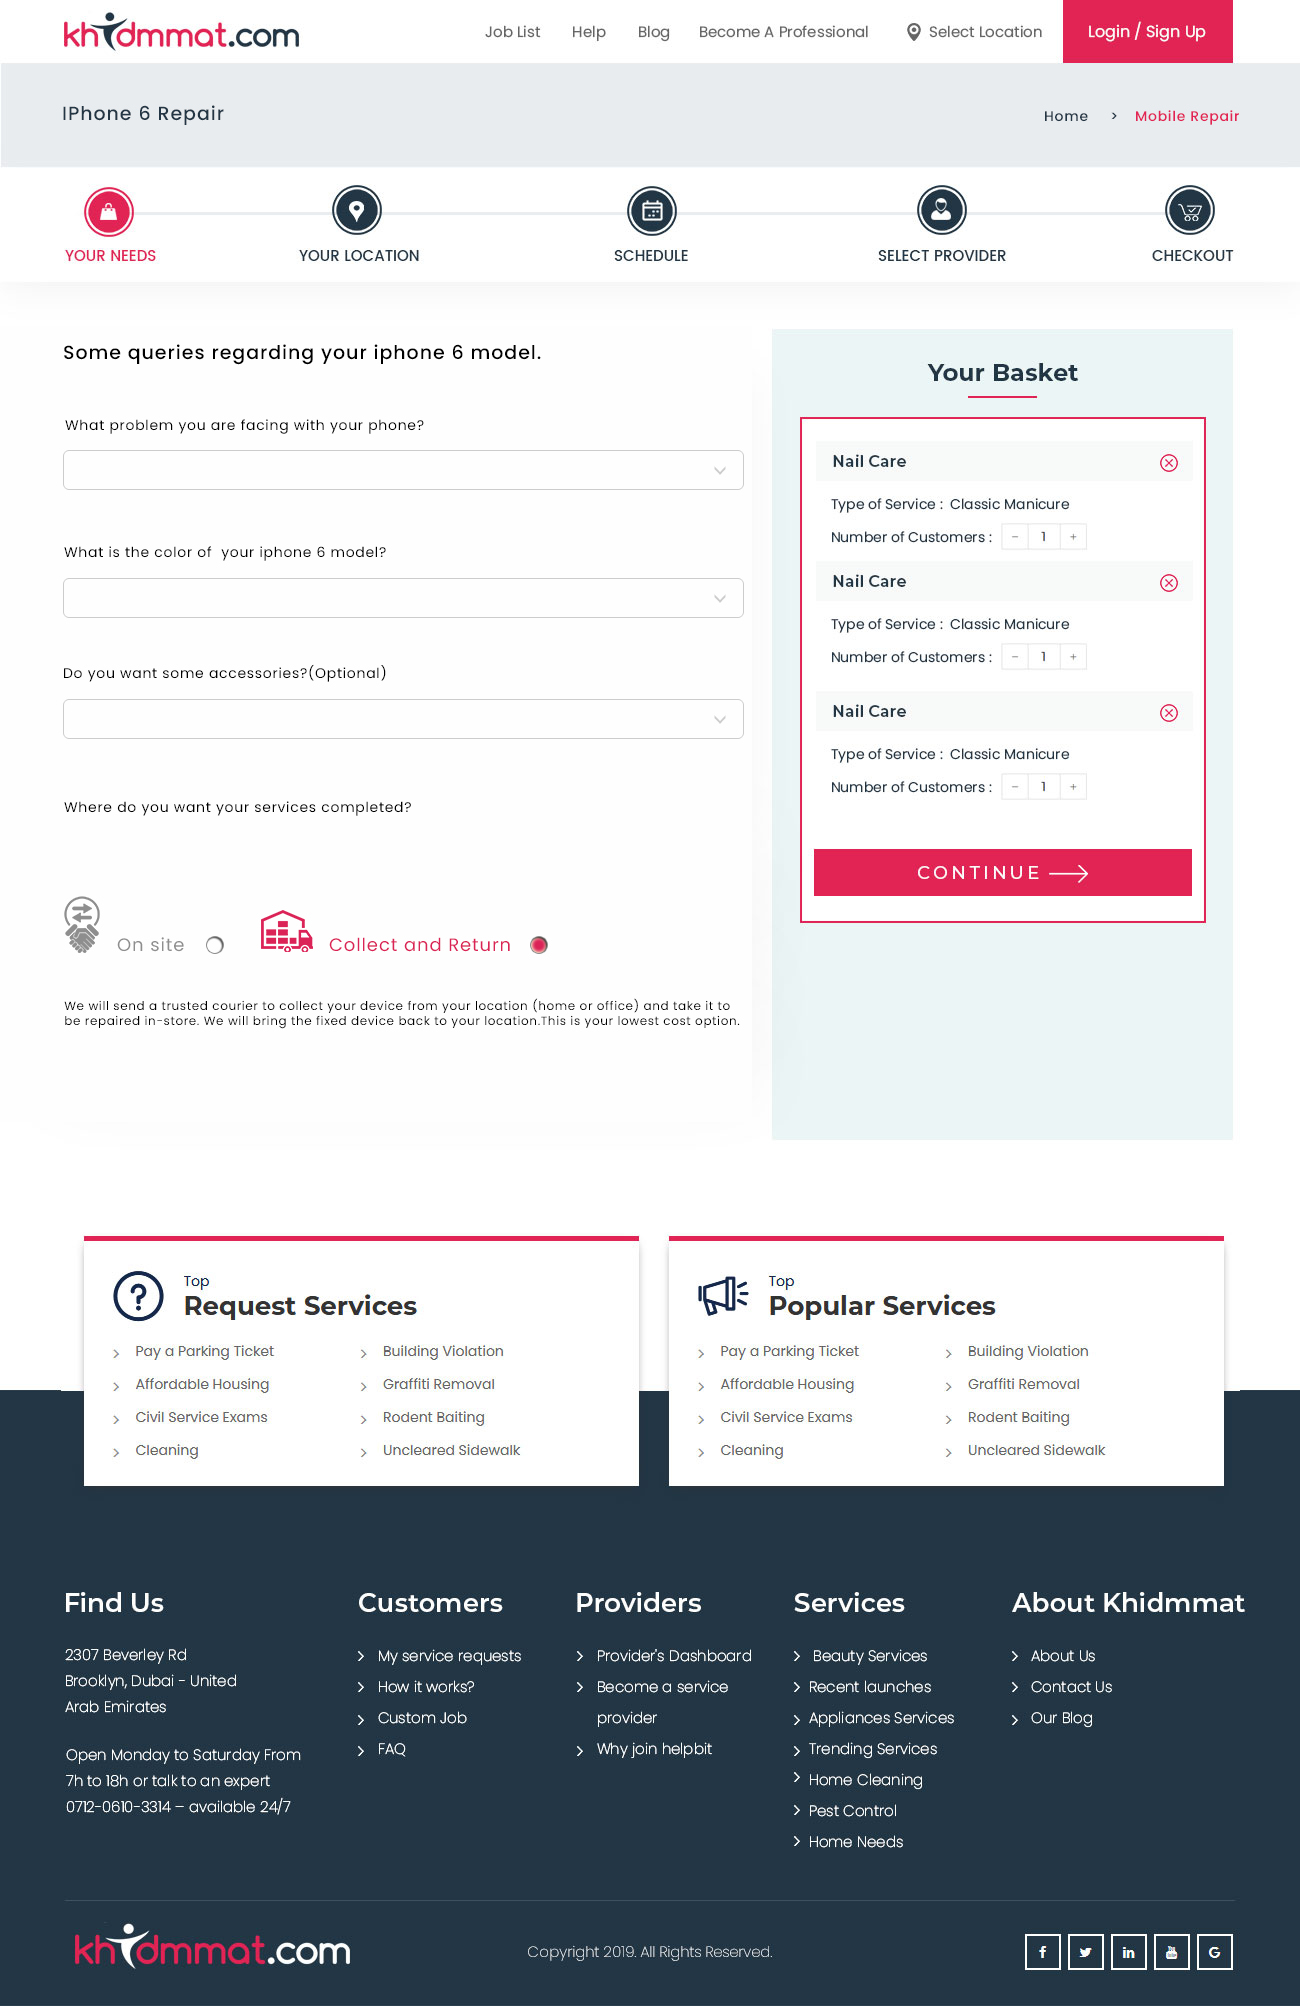 khidmmat.com
Job List Help Blog Become A Professional Select Location Login / Sign Up
IPhone 6 Repair
Home > Mobile Repair
YOUR NEEDS YOUR LOCATION SCHEDULE SELECT PROVIDER CHECKOUT
Some queries regarding your iphone 6 model.
What problem you are facing with your phone?
What is the color of your iphone 6 model?
Do you want some accessories?(Optional)
Where do you want your services completed?
On site Collect and Return
We will send a trusted courier to collect your device from your location (home or office) and take it to
be repaired in-store. We will bring the fixed device back to your location.This is your lowest cost option.
Your Basket
Nail Care
Type of Service : Classic Manicure
Number of Customers : - 1 +
Nail Care
Type of Service : Classic Manicure
Number of Customers : - 1 +
Nail Care
Type of Service : Classic Manicure
Number of Customers : - 1 +
CONTINUE
Top
Request Services
Pay a Parking Ticket Building Violation
Affordable Housing Graffiti Removal
Civil Service Exams Rodent Baiting
Cleaning Uncleared Sidewalk
Top
Popular Services
Pay a Parking Ticket Building Violation
Affordable Housing Graffiti Removal
Civil Service Exams Rodent Baiting
Cleaning Uncleared Sidewalk
Find Us
2307 Beverley Rd
Brooklyn, Dubai - United
Arab Emirates
Open Monday to Saturday From
7h to 18h or talk to an expert
0712-0610-3314 – available 24/7
Customers
My service requests
How it works?
Custom Job
FAQ
Providers
Provider's Dashboard
Become a service
provider
Why join helpbit
Services
Beauty Services
Recent launches
Appliances Services
Trending Services
Home Cleaning
Pest Control
Home Needs
About Khidmmat
About Us
Contact Us
Our Blog
khidmmat.com
Copyright 2019. All Rights Reserved.